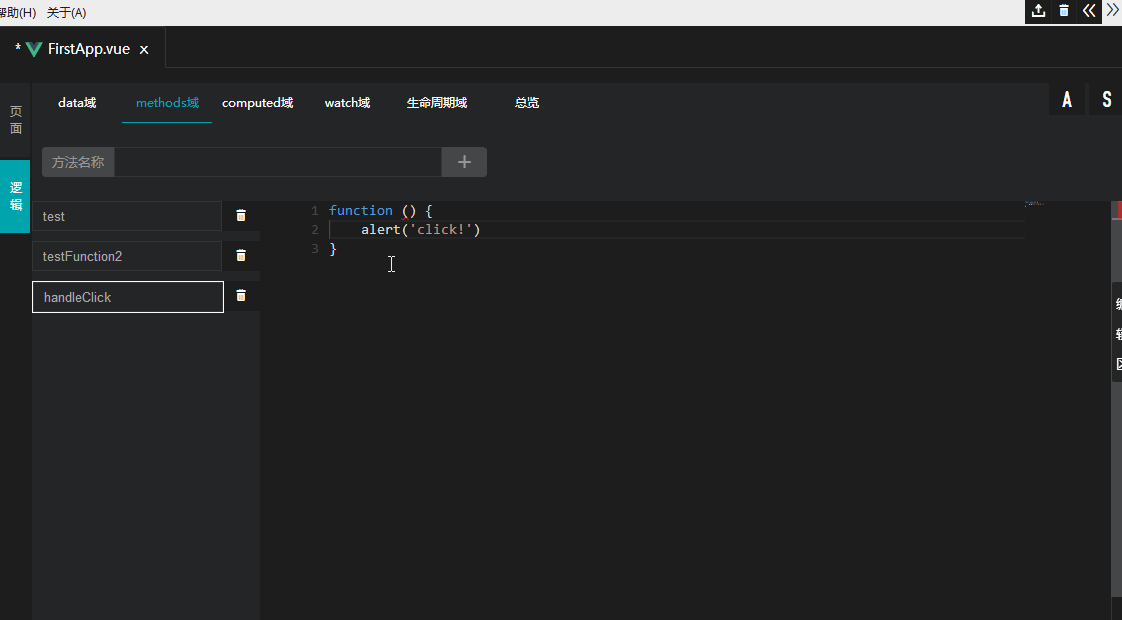 帮助(H) 关于(A)
* FirstApp.vue x
页面
data域 methods域 computed域 watch域 生命周期域 总览
A S
方法名称 +
逻辑
test
testFunction2
handleClick
1 function () {
2 alert('click!')
3 }
编辑区